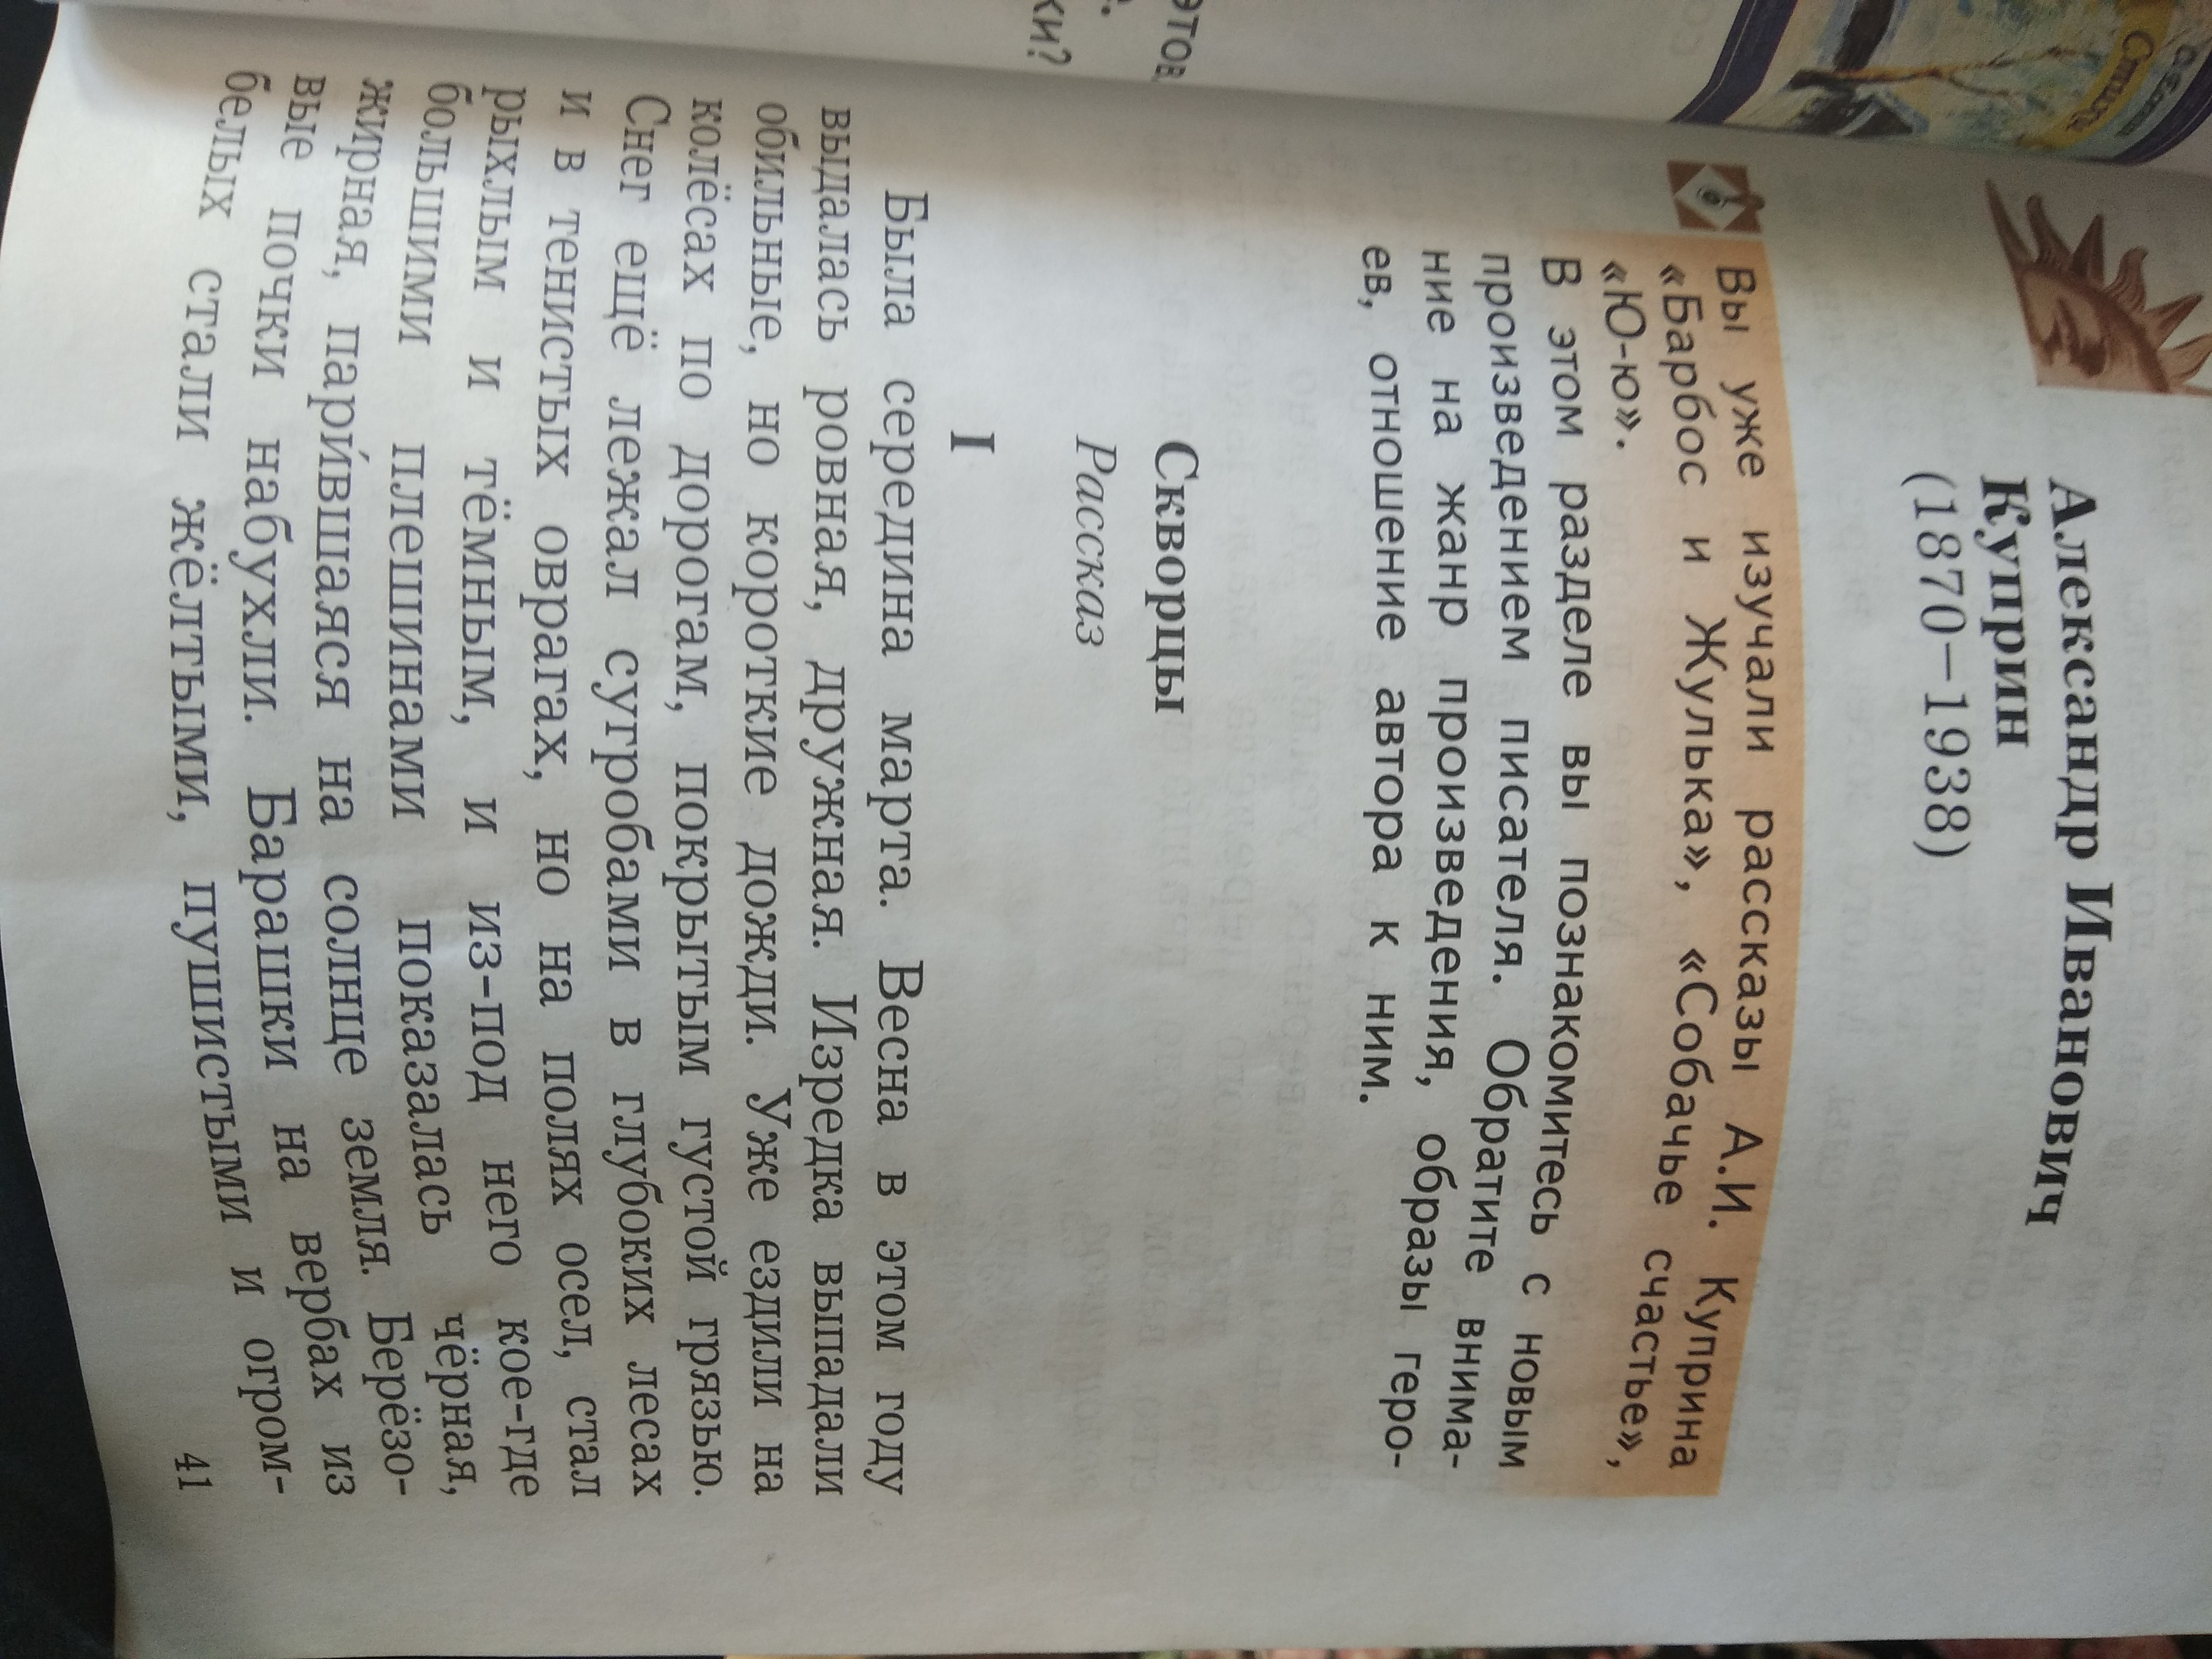 Александр Иванович
Куприн
(1870–1938)
Вы уже изучали рассказы А.И. Куприна
«Барбос и Жулька», «Собачье счастье»,
«Ю-ю».
В этом разделе вы познакомитесь с новым
произведением писателя. Обратите внима-
ние на жанр произведения, образы геро-
ев, отношение автора к ним.
Скворцы
Рассказ
I
Была середина марта. Весна в этом году
выдалась ровная, дружная. Изредка выпадали
обильные, но короткие дожди. Уже ездили на
колёсах по дорогам, покрытым густой грязью.
Снег ещё лежал сугробами в глубоких лесах
и в тенистых оврагах, но на полях осел, стал
рыхлым и тёмным, и из-под него кое-где
большими плешинами показалась чёрная,
жирная, пари́вшаяся на солнце земля. Берёзо-
вые почки набухли. Барашки на вербах из
белых стали жёлтыми, пушистыми и огром-
41
этов
ки?